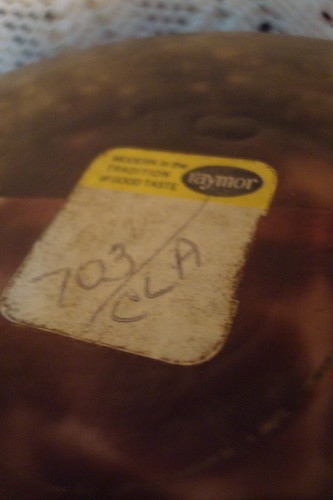 MODERN in the
TRADITION
of GOOD TASTE
raymor
703/
CLA